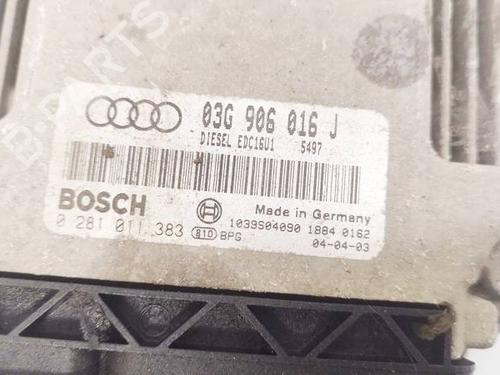 03G 906 016 J
DIESEL EDC16U1 5497
BOSCH
Made in Germany
0 281 011 383 810 BPG
1039S04090 1884 0162
04-04-03